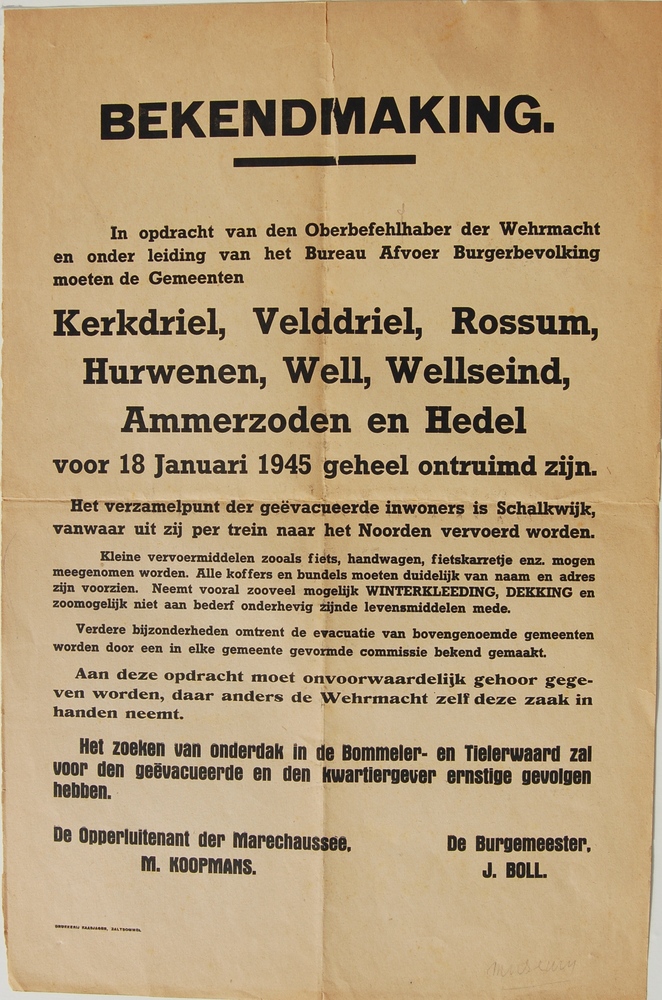 BEKENDMAKING.
In opdracht van den Oberbefehlhaber der Wehrmacht
en onder leiding van het Bureau Afvoer Burgerbevolking
moeten de Gemeenten
Kerkdriel, Velddriel, Rossum,
Hurwenen, Well, Wellseind,
Ammerzoden en Hedel
voor 18 Januari 1945 geheel ontruimd zijn.
Het verzamelpunt der geëvacueerde inwoners is Schalkwijk,
vanwaar uit zij per trein naar het Noorden vervoerd worden.
Kleine vervoermiddelen zooals fiets, handwagen, fietskarretje enz. mogen
meegenomen worden. Alle koffers en bundels moeten duidelijk van naam en adres
zijn voorzien. Neemt vooral zooveel mogelijk WINTERKLEEDING, DEKKING en
zoomogelijk niet aan bederf onderhevig zijnde levensmiddelen mede.
Verdere bijzonderheden omtrent de evacuatie van bovengenoemde gemeenten
worden door een in elke gemeente gevormde commissie bekend gemaakt.
Aan deze opdracht moet onvoorwaardelijk gehoor gege-
ven worden, daar anders de Wehrmacht zelf deze zaak in
handen neemt.
Het zoeken van onderdak in de Bommeler- en Tielerwaard zal
voor den geëvacueerde en den kwartiergever ernstige gevolgen
hebben.
De Opperluitenant der Marechaussee,
M. KOOPMANS.
De Burgemeester,
J. BOLL.
DRUKKERIJ RAAIJMAKERS, ZALTBOMMEL